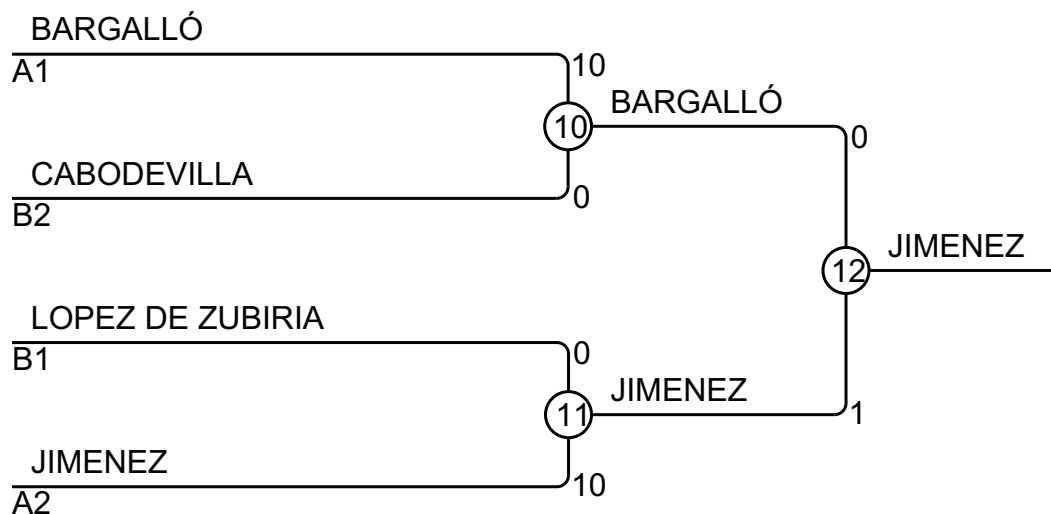 BARGALLÓ
A1
10
10
BARGALLÓ
0
CABODEVILLA
B2
0
12
JIMENEZ
LOPEZ DE ZUBIRIA
B1
0
11
JIMENEZ
1
JIMENEZ
A2
10